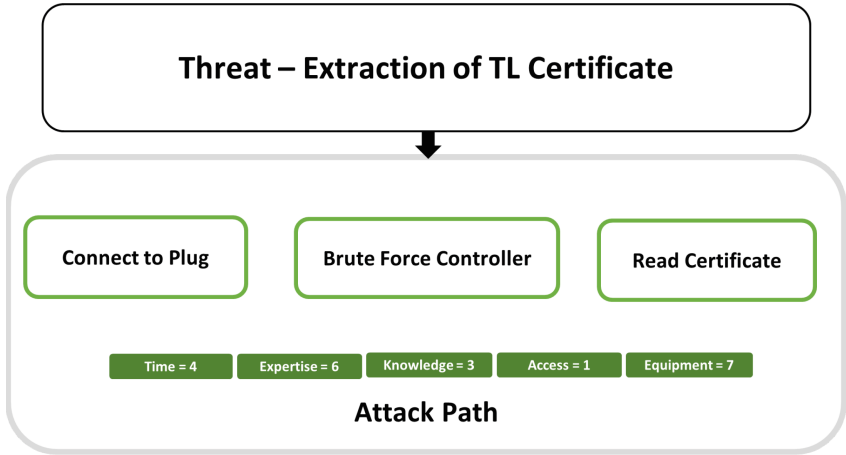 Threat – Extraction of TL Certificate
Connect to Plug
Brute Force Controller
Read Certificate
Time = 4
Expertise = 6
Knowledge = 3
Access = 1
Equipment = 7
Attack Path